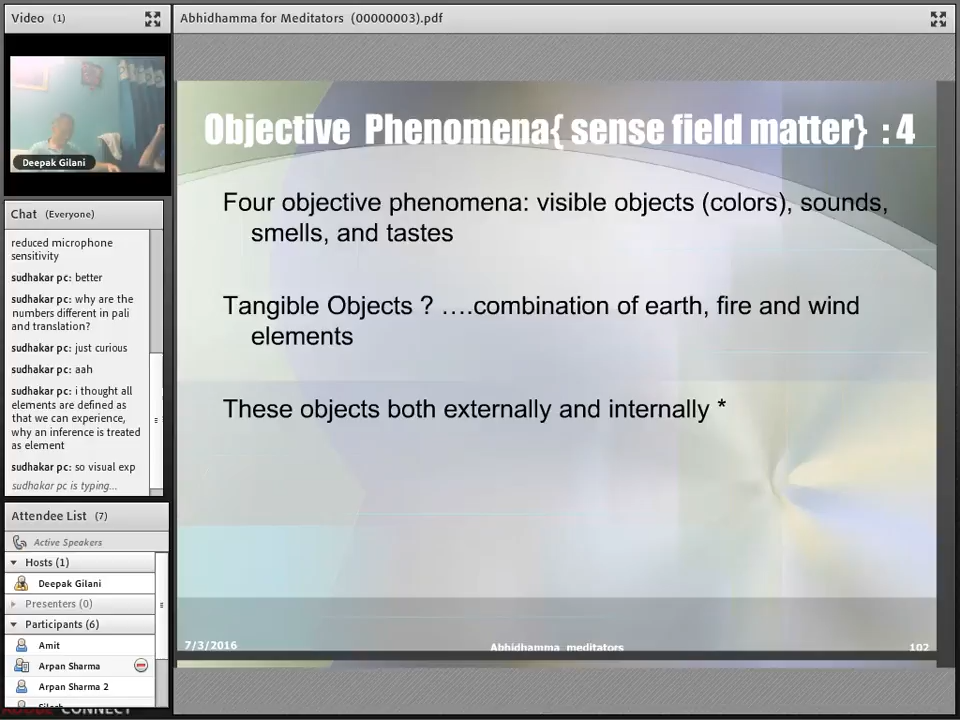 Video (1)
Abhidhamma for Meditators (00000003).pdf
Deepak Gilani
Chat (Everyone)
reduced microphone
sensitivity
sudhakar pc: better
sudhakar pc: why are the
numbers different in pali
and translation?
sudhakar pc: just curious
sudhakar pc: aah
sudhakar pc: i thought all
elements are defined as
that we can experience,
why an inference is treated
as element
sudhakar pc: so visual exp
sudhakar pc is typing...
Attendee List (7)
Active Speakers
Hosts (1)
Deepak Gilani
Presenters (0)
Participants (6)
Amit
Arpan Sharma
Arpan Sharma 2
CONNECT
Objective Phenomena{ sense field matter} : 4
Four objective phenomena: visible objects (colors), sounds,
smells, and tastes
Tangible Objects ? ….combination of earth, fire and wind
elements
These objects both externally and internally *
7/3/2016
Abhidhamma meditators
102